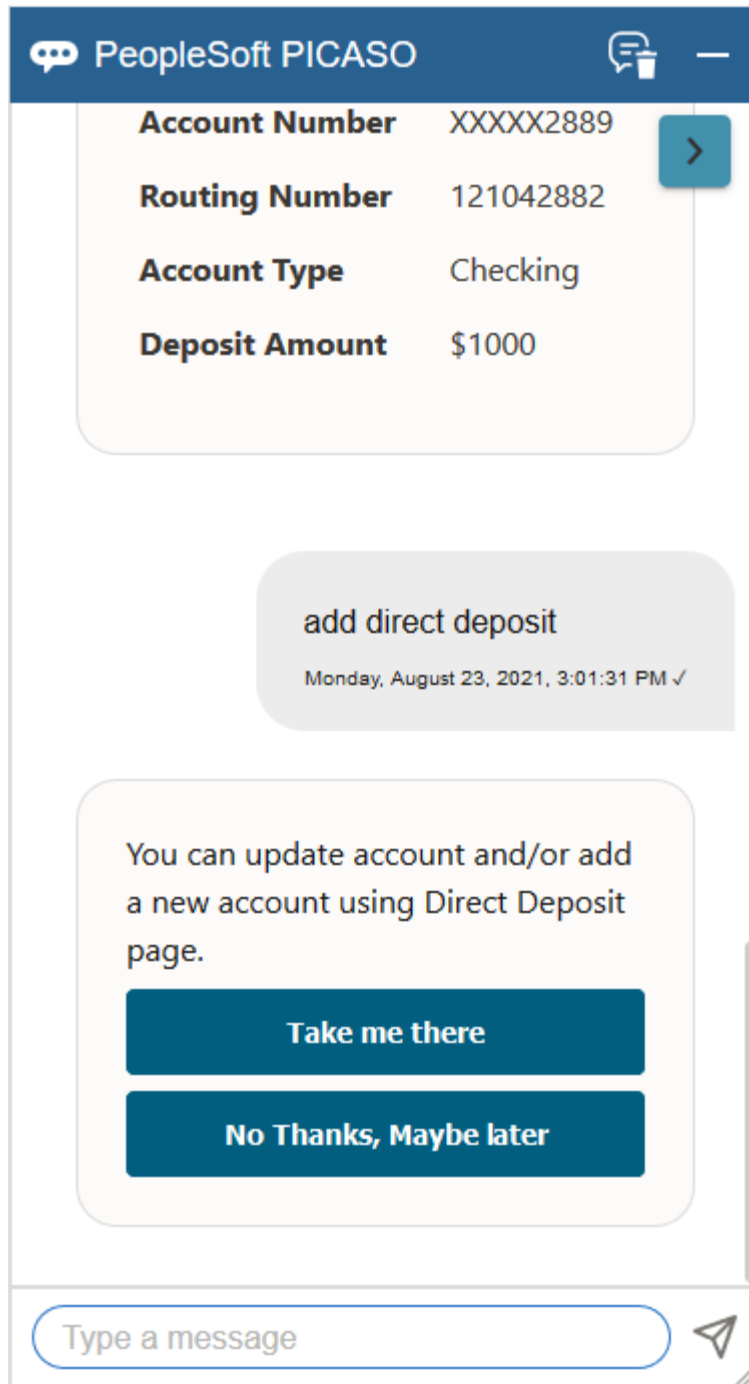 PeopleSoft PICASO
Account Number XXXXX2889
Routing Number 121042882
Account Type Checking
Deposit Amount $1000
add direct deposit
Monday, August 23, 2021, 3:01:31 PM ✓
You can update account and/or add
a new account using Direct Deposit
page.
Take me there
No Thanks, Maybe later
Type a message